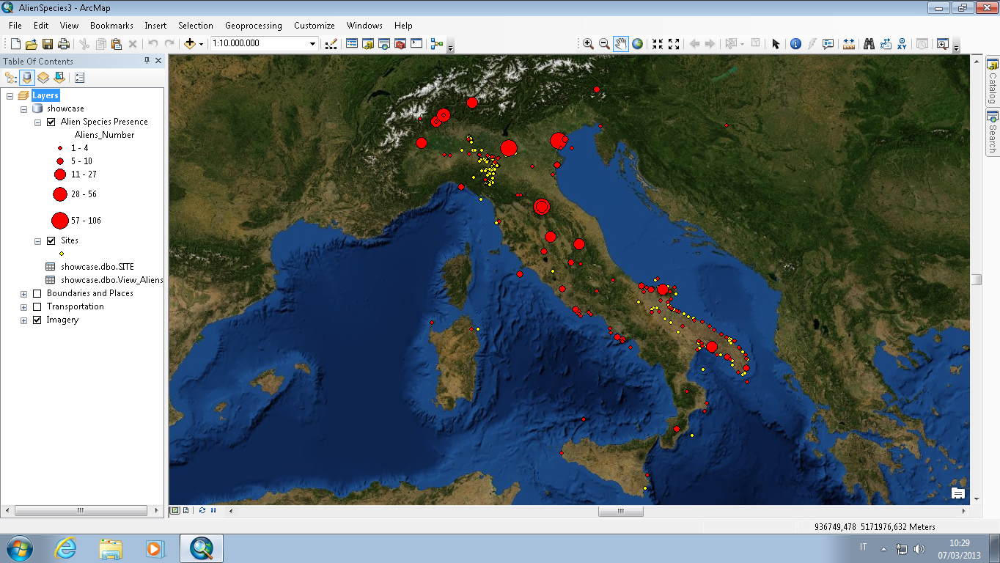 AlienSpecies3 - ArcMap
File Edit View Bookmarks Insert Selection Geoprocessing Customize Windows Help
1:10.000.000
Table Of Contents
Layers
showcase
Alien Species Presence
Aliens_Number
1 - 4
5 - 10
11 - 27
28 - 56
57 - 106
Sites
showcase.dbo.SITE
showcase.dbo.View_Aliens
Boundaries and Places
Transportation
Imagery
Catalog
Search
936749,478 5171976,632 Meters
IT
10:29
07/03/2013